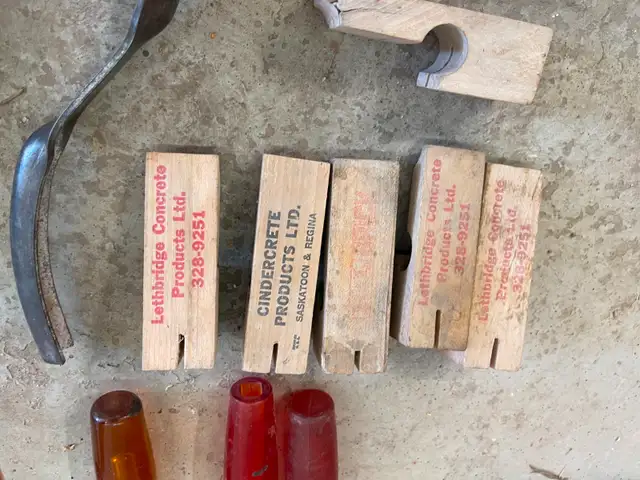 Lethbridge Concrete
Products Ltd.
328-9251
CINDERCRETE
PRODUCTS LTD.
SASKATOON & REGINA
Lethbridge Concrete
Products Ltd.
328-9251
Lethbridge Concrete
Products Ltd.
328-9251